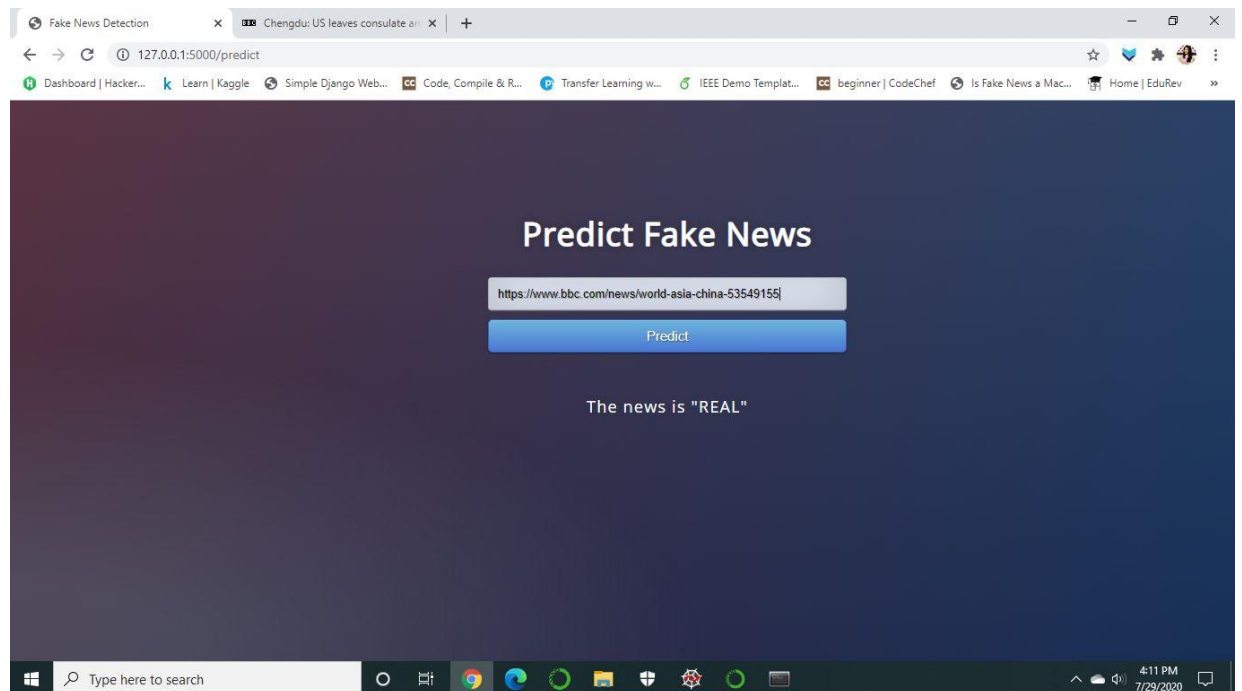 Fake News Detection
Chengdu: US leaves consulate an
127.0.0.1:5000/predict
Dashboard | Hacker... Learn | Kaggle Simple Django Web... Code, Compile & R... Transfer Learning w... IEEE Demo Templat... beginner | CodeChef Is Fake News a Mac... Home | EduRev »
Predict Fake News
https://www.bbc.com/news/world-asia-china-53549155
Predict
The news is "REAL"
Type here to search
4:11 PM
7/29/2020